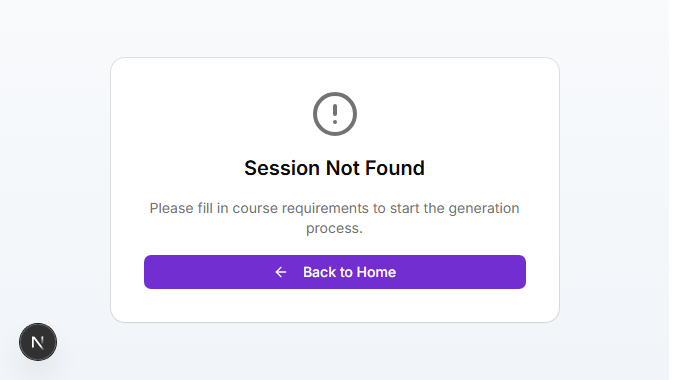 Session Not Found
Please fill in course requirements to start the generation
process.
Back to Home
N